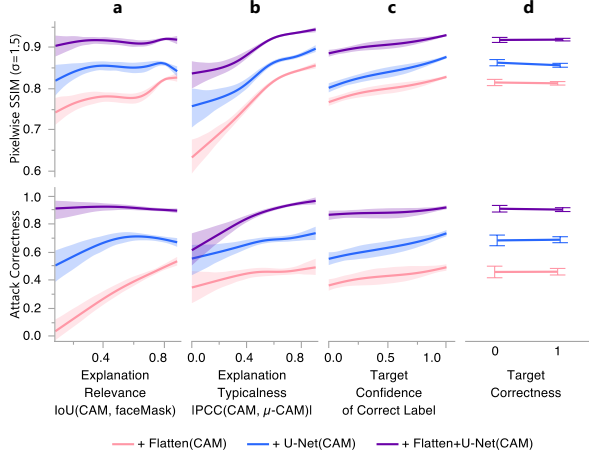 a b c d
Pixelwise SSIM (σ=1.5)
0.9
0.8
0.7
0.6
Attack Correctness
1.0
0.8
0.6
0.4
0.2
0.0
0.4 0.8 0.0 0.4 0.8 0.0 0.5 1.0 0 1
Explanation Explanation Target Target
Relevance Typicalness Confidence Correctness
IoU(CAM, faceMask) |PCC(CAM, μ-CAM)| of Correct Label
+ Flatten(CAM) + U-Net(CAM) + Flatten+U-Net(CAM)